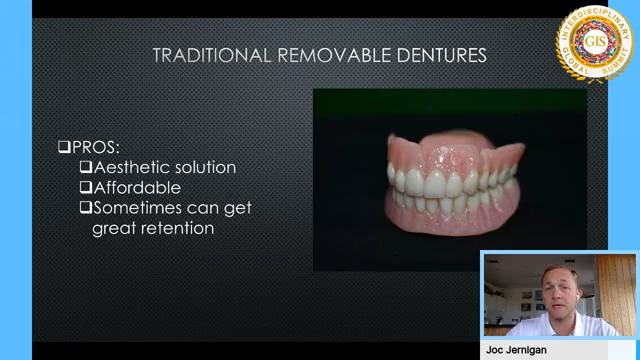 INTERDISCIPLINARY
GIS
GLOBAL SUMMIT
TRADITIONAL REMOVABLE DENTURES
❑PROS:
❑Aesthetic solution
❑Affordable
❑Sometimes can get
great retention
Joc Jernigan